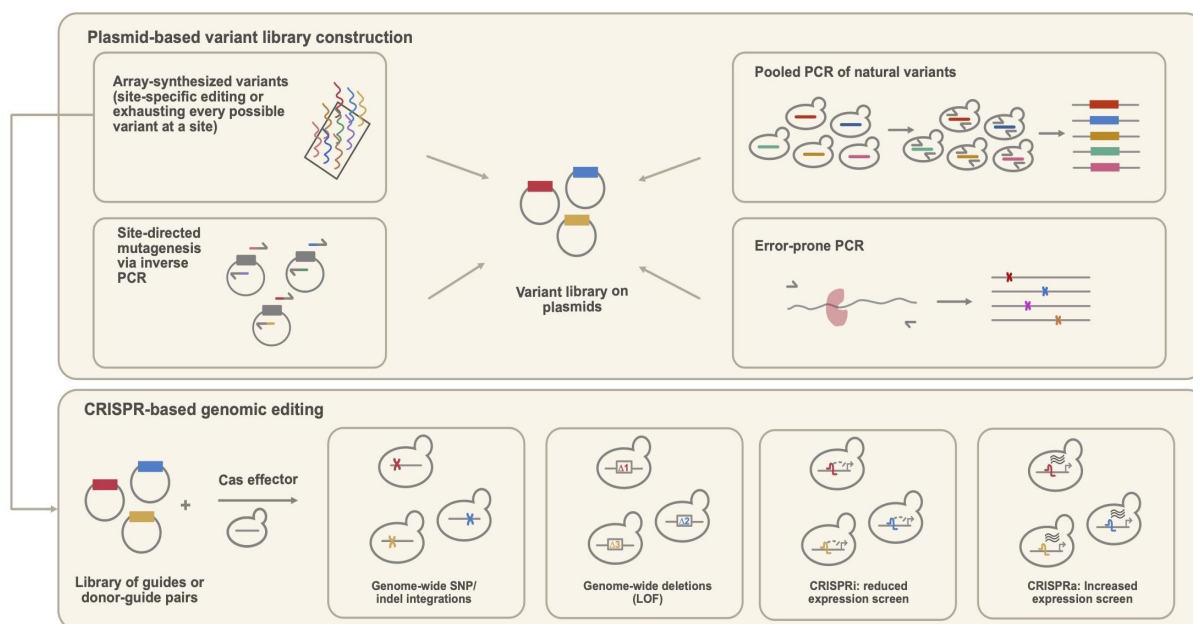 Plasmid-based variant library construction
Array-synthesized variants
(site-specific editing or
exhausting every possible
variant at a site)
Pooled PCR of natural variants
Site-directed
mutagenesis
via inverse
PCR
Variant library on
plasmids
Error-prone PCR
CRISPR-based genomic editing
+
Cas effector
Library of guides or
donor-guide pairs
Genome-wide SNP/
indel integrations
Δ1
Δ2
Δ3
Genome-wide deletions
(LOF)
CRISPRi: reduced
expression screen
CRISPRa: Increased
expression screen